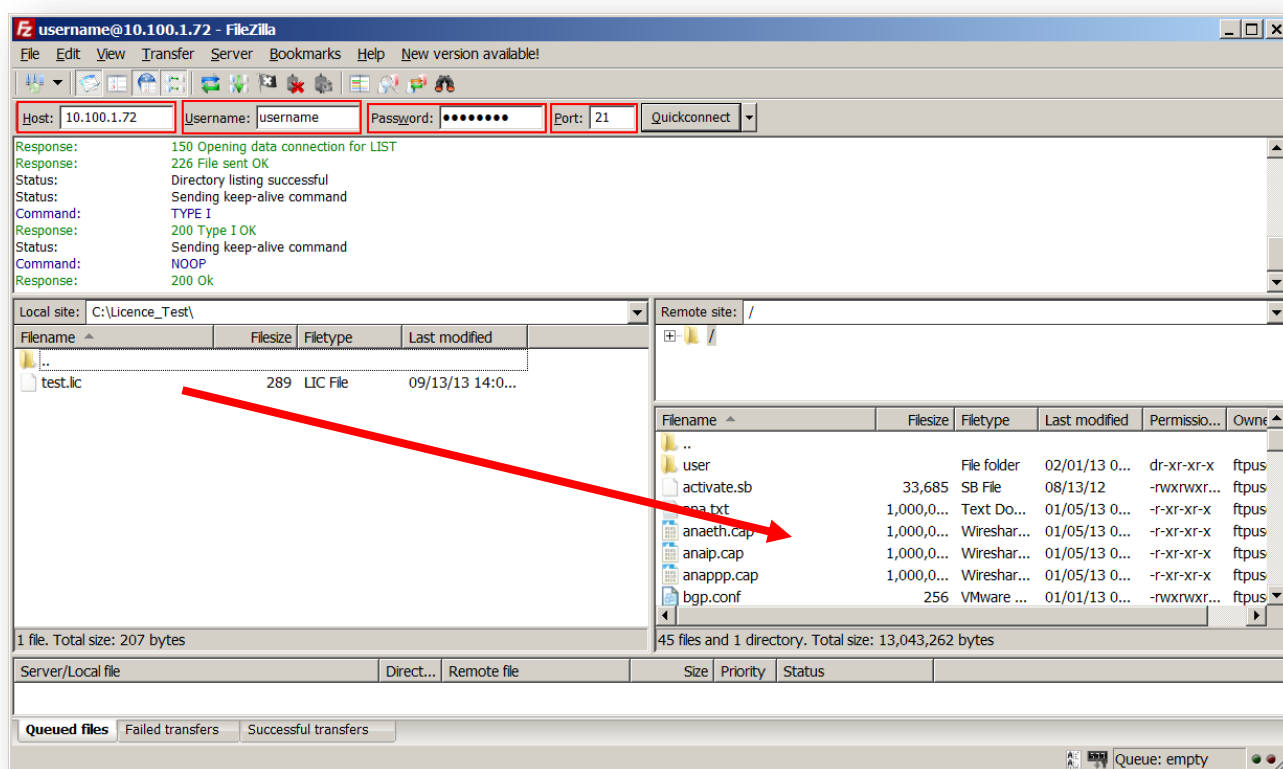 username@10.100.1.72 - FileZilla
File Edit View Transfer Server Bookmarks Help New version available!
Host: 10.100.1.72 Username: username Password: ●●●●●●●● Port: 21 Quickconnect
Response: 150 Opening data connection for LIST
Response: 226 File sent OK
Status: Directory listing successful
Status: Sending keep-alive command
Command: TYPE I
Response: 200 Type I OK
Status: Sending keep-alive command
Command: NOOP
Response: 200 Ok
Local site: C:\Licence_Test\
Filename Filesize Filetype Last modified
..
test.lic 289 LIC File 09/13/13 14:0...
1 file. Total size: 207 bytes
Remote site: /
/
Filename Filesize Filetype Last modified Permissio... Owne
..
user File folder 02/01/13 0... dr-xr-xr-x ftpus
activate.sb 33,685 SB File 08/13/12 -rwxrwxr... ftpus
ana.txt 1,000,0... Text Do... 01/05/13 0... -r-xr-xr-x ftpus
anaeth.cap 1,000,0... Wireshar... 01/05/13 0... -r-xr-xr-x ftpus
anaip.cap 1,000,0... Wireshar... 01/05/13 0... -r-xr-xr-x ftpus
anappp.cap 1,000,0... Wireshar... 01/05/13 0... -r-xr-xr-x ftpus
bgp.conf 256 VMware ... 01/01/13 0... -rwxrwxr... ftpus
45 files and 1 directory. Total size: 13,043,262 bytes
Server/Local file Direct... Remote file Size Priority Status
Queued files Failed transfers Successful transfers
Queue: empty